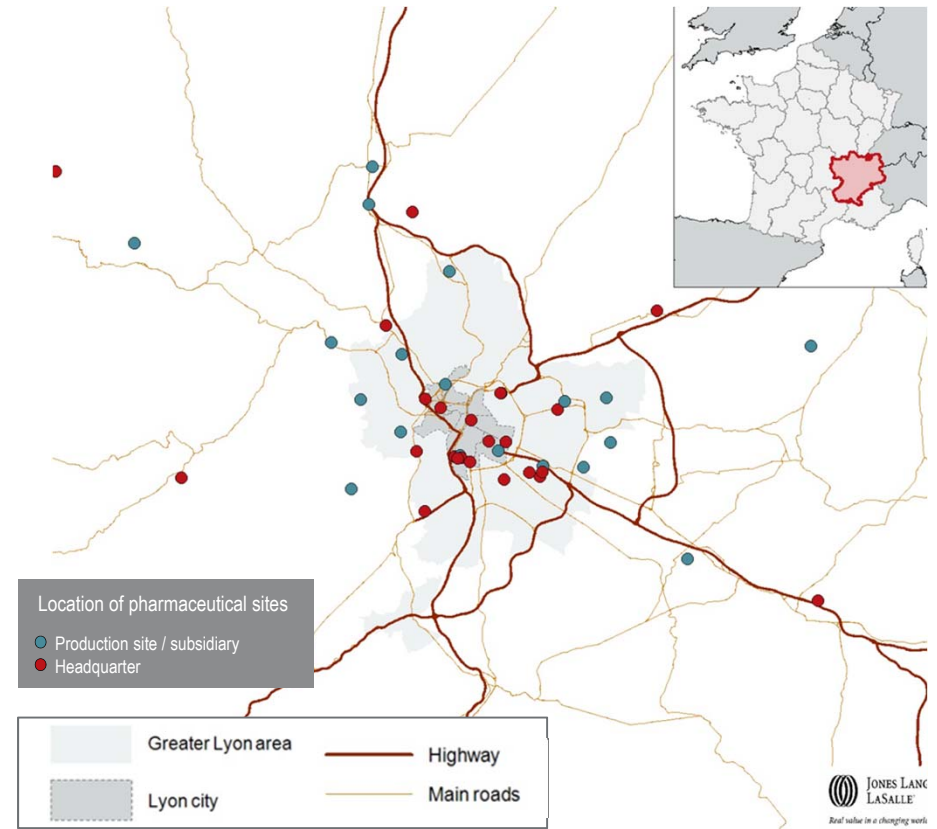 Location of pharmaceutical sites
Production site / subsidiary
Headquarter
Greater Lyon area
Highway
Lyon city
Main roads
JONES LANG
LASALLE
Real value in a changing world